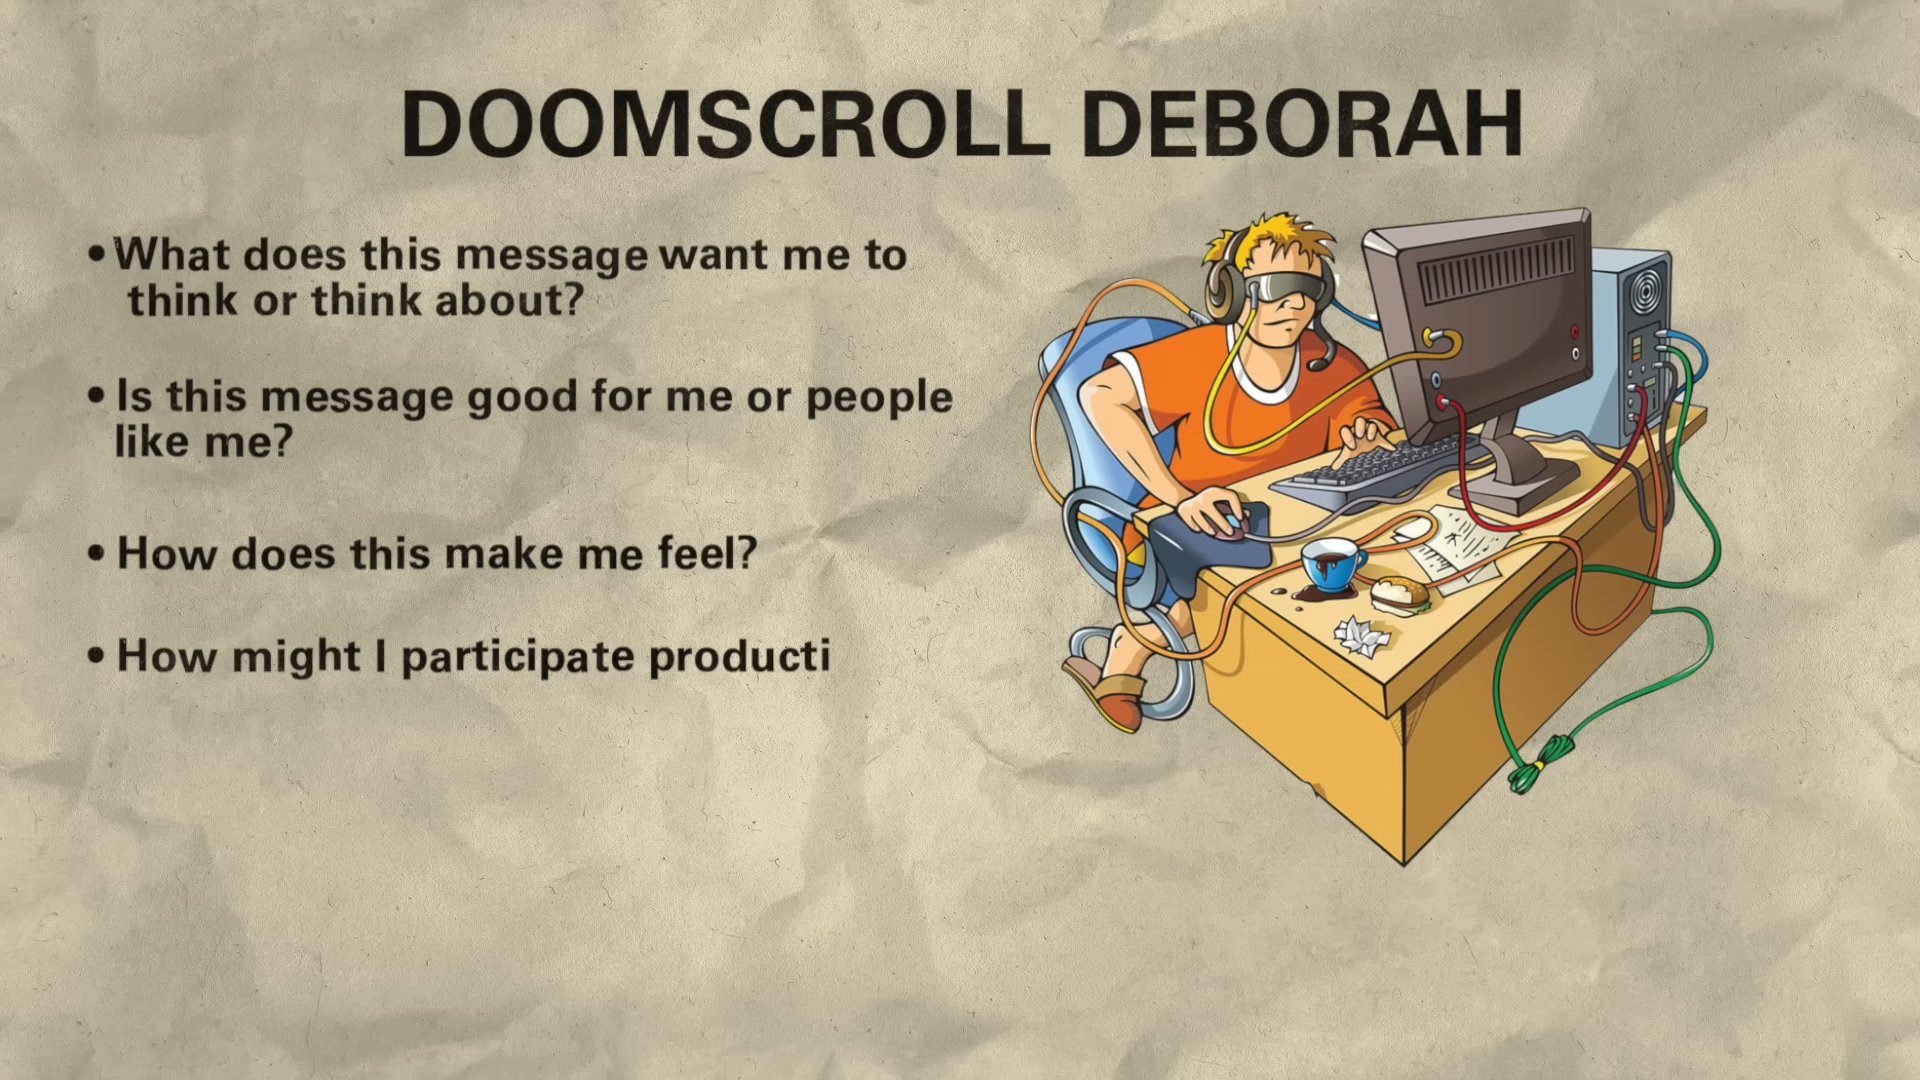 DOOMSCROLL DEBORAH
• What does this message want me to
think or think about?
• Is this message good for me or people
like me?
• How does this make me feel?
• How might I participate producti